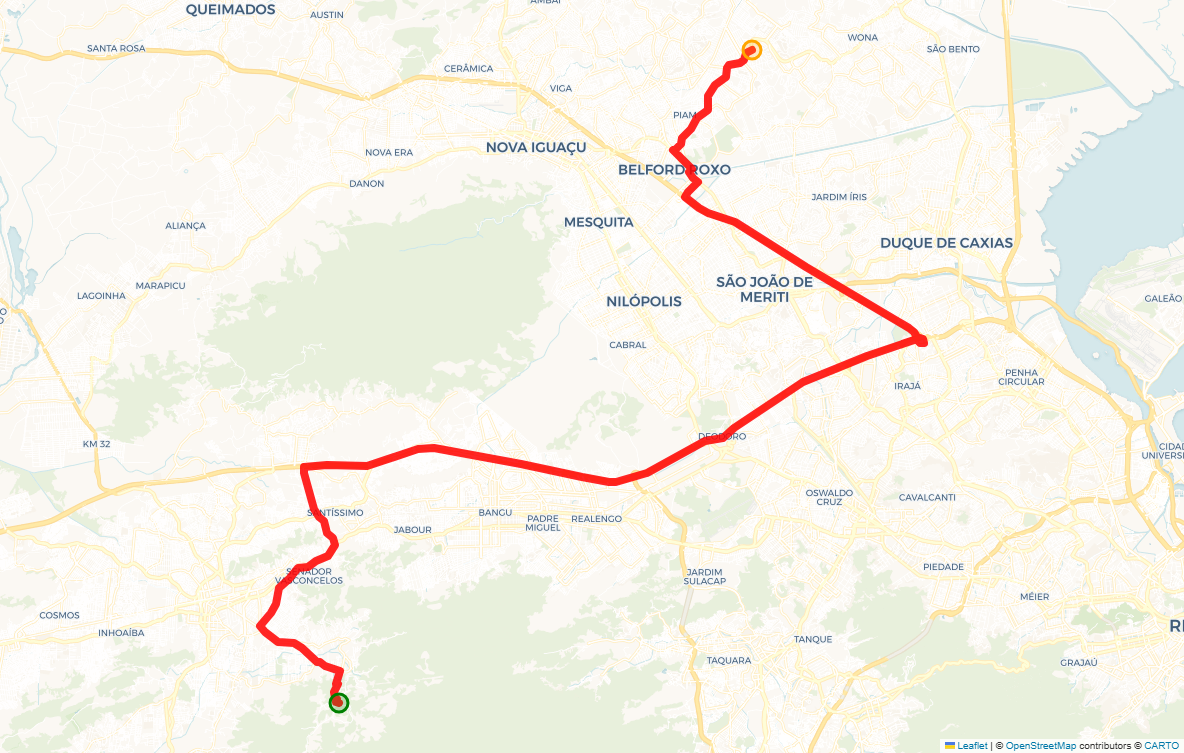 AMBAÍ
QUEIMADOS
AUSTIN
WONA
SANTA ROSA
SÃO BENTO
CERÂMICA
VIGA
PIAM
NOVA IGUAÇU
NOVA ERA
BELFORD ROXO
DANON
JARDIM ÍRIS
MESQUITA
ALIANÇA
DUQUE DE CAXIAS
SÃO JOÃO DE
MERITI
MARAPICU
LAGOINHA
NILÓPOLIS
GALEÃO
O
CABRAL
PENHA
CIRCULAR
IRAJÁ
DEODORO
KM 32
CIDAD
UNIVERSI
OSWALDO
CRUZ
CAVALCANTI
SANTÍSSIMO
BANGU
PADRE
MIGUEL
REALENGO
JABOUR
PIEDADE
SENADOR
VASCONCELOS
JARDIM
SULACAP
MÉIER
COSMOS
INHOAÍBA
RI
TANQUE
TAQUARA
GRAJAÚ
Leaflet | © OpenStreetMap contributors © CARTO